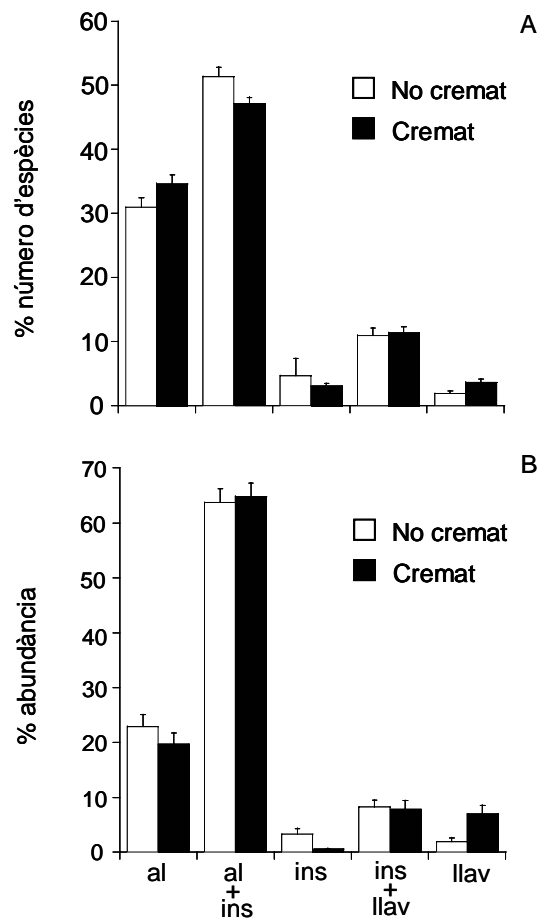 A
60
50
40
30
20
10
0
% número d'espècies
No cremat
Cremat
B
70
60
50
40
30
20
10
0
% abundància
No cremat
Cremat
al
al
+
ins
ins
ins
+
llav
llav